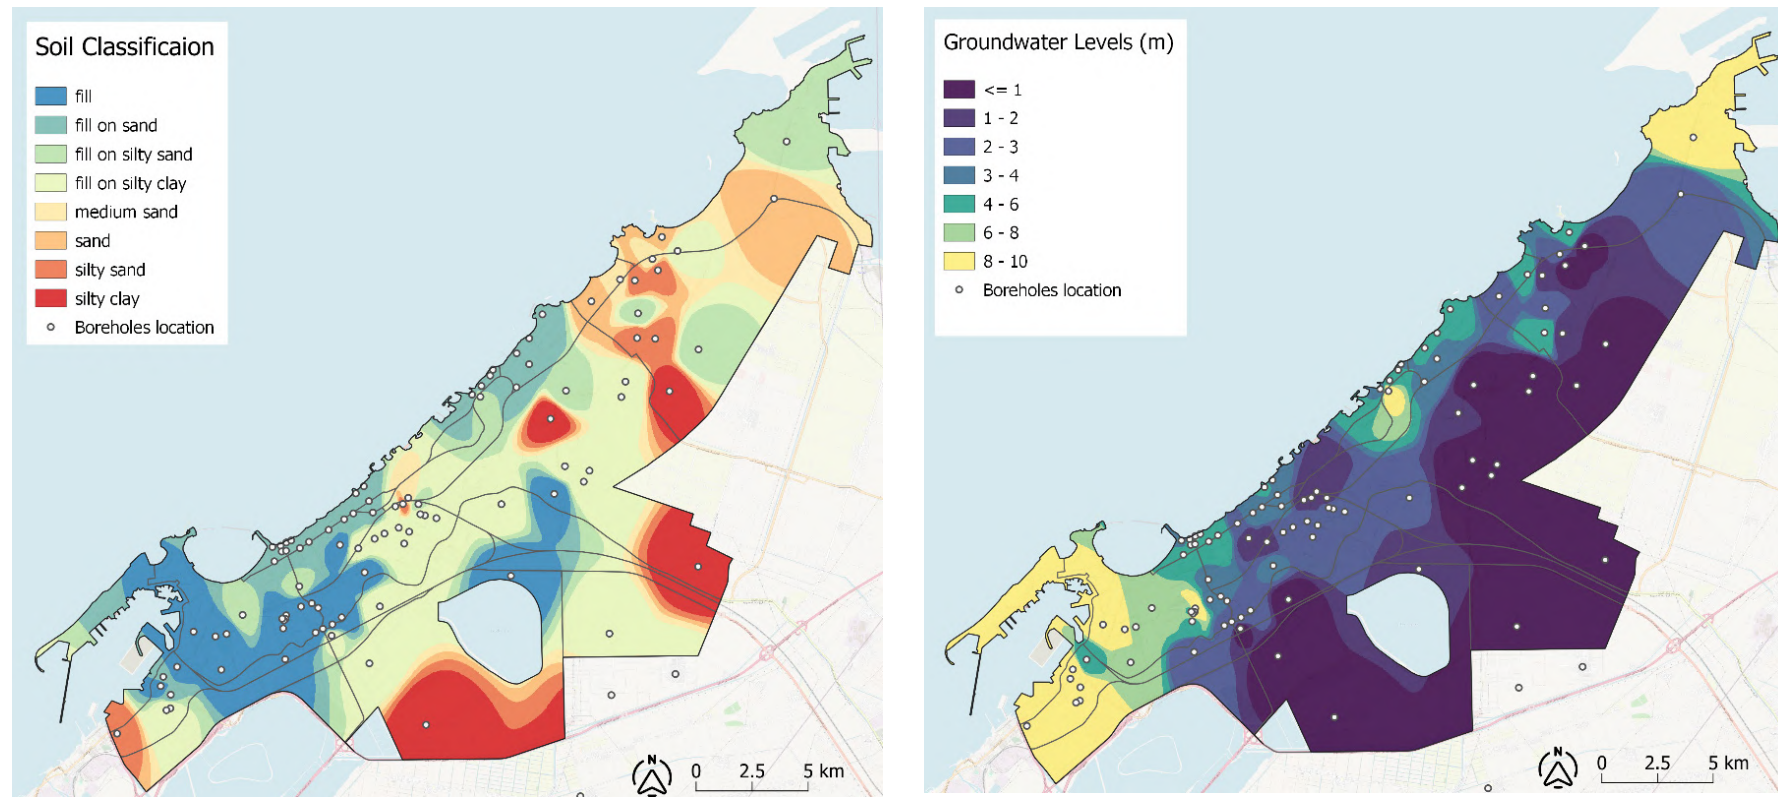 Soil Classificaion
fill
fill on sand
fill on silty sand
fill on silty clay
medium sand
sand
silty sand
silty clay
Boreholes location
N
0 2.5 5 km
Groundwater Levels (m)
<= 1
1 - 2
2 - 3
3 - 4
4 - 6
6 - 8
8 - 10
Boreholes location
N
0 2.5 5 km